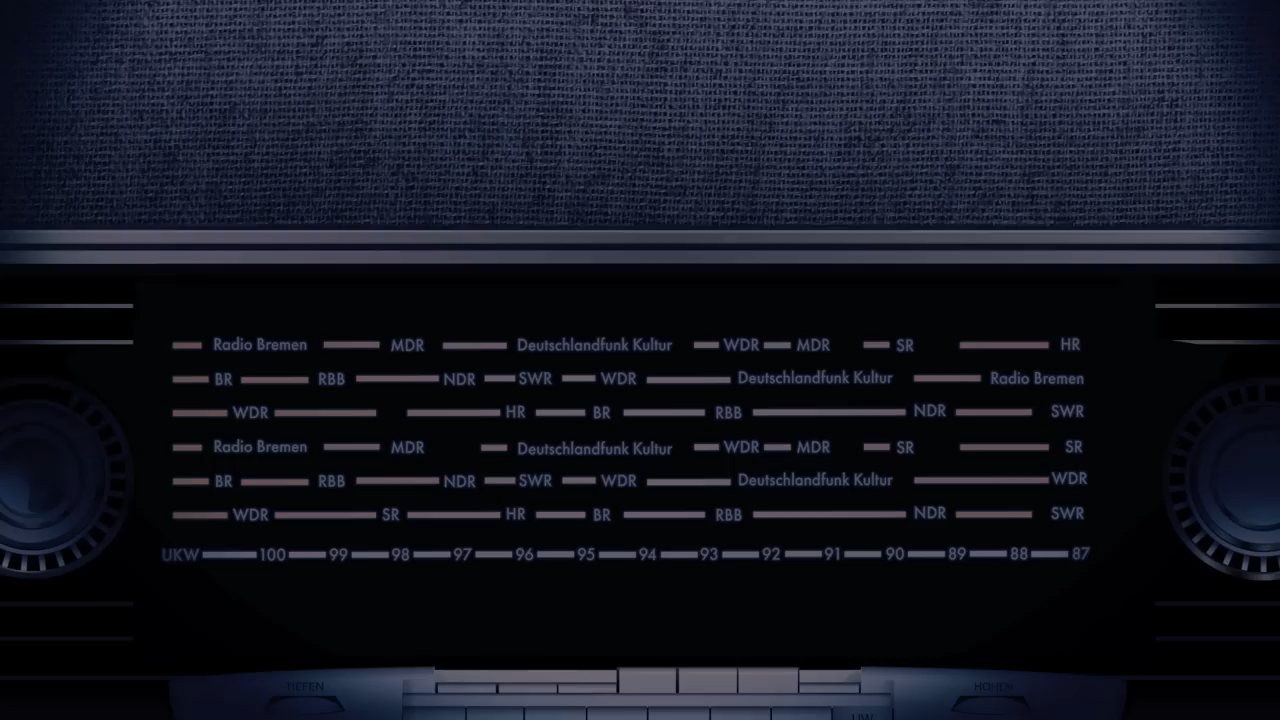 Radio Bremen MDR Deutschlandfunk Kultur WDR MDR SR HR
BR RBB NDR SWR WDR Deutschlandfunk Kultur Radio Bremen
WDR HR BR RBB NDR SWR
Radio Bremen MDR Deutschlandfunk Kultur WDR MDR SR SR
BR RBB NDR SWR WDR Deutschlandfunk Kultur WDR
WDR SR HR BR RBB NDR SWR
UKW 100 99 98 97 96 95 94 93 92 91 90 89 88 87
TIEFEN HÖHEN